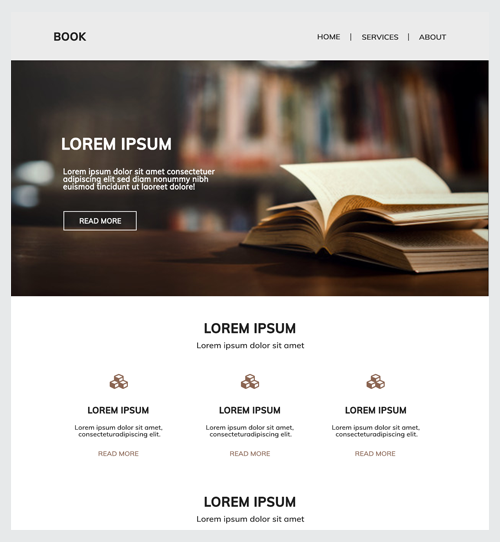 BOOK
HOME | SERVICES | ABOUT
LOREM IPSUM
Lorem ipsum dolor sit amet consectetuer
adipiscing elit sed diam nonummy nibh
euismod tincidunt ut laoreet dolore!
READ MORE
LOREM IPSUM
Lorem ipsum dolor sit amet
LOREM IPSUM
Lorem ipsum dolor sit amet,
consecteturadipiscing elit.
READ MORE
LOREM IPSUM
Lorem ipsum dolor sit amet,
consecteturadipiscing elit.
READ MORE
LOREM IPSUM
Lorem ipsum dolor sit amet,
consecteturadipiscing elit.
READ MORE
LOREM IPSUM
Lorem ipsum dolor sit amet